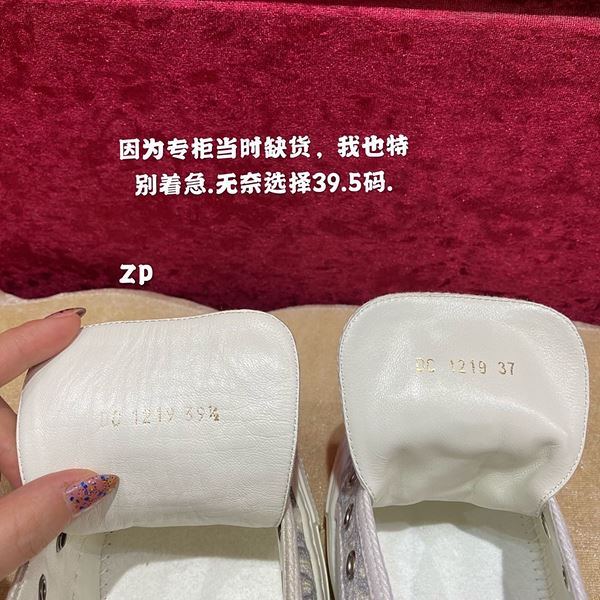 因为专柜当时缺货，我也特
别着急.无奈选择39.5码.
zp
DC 1219 39½
DC 1219 37